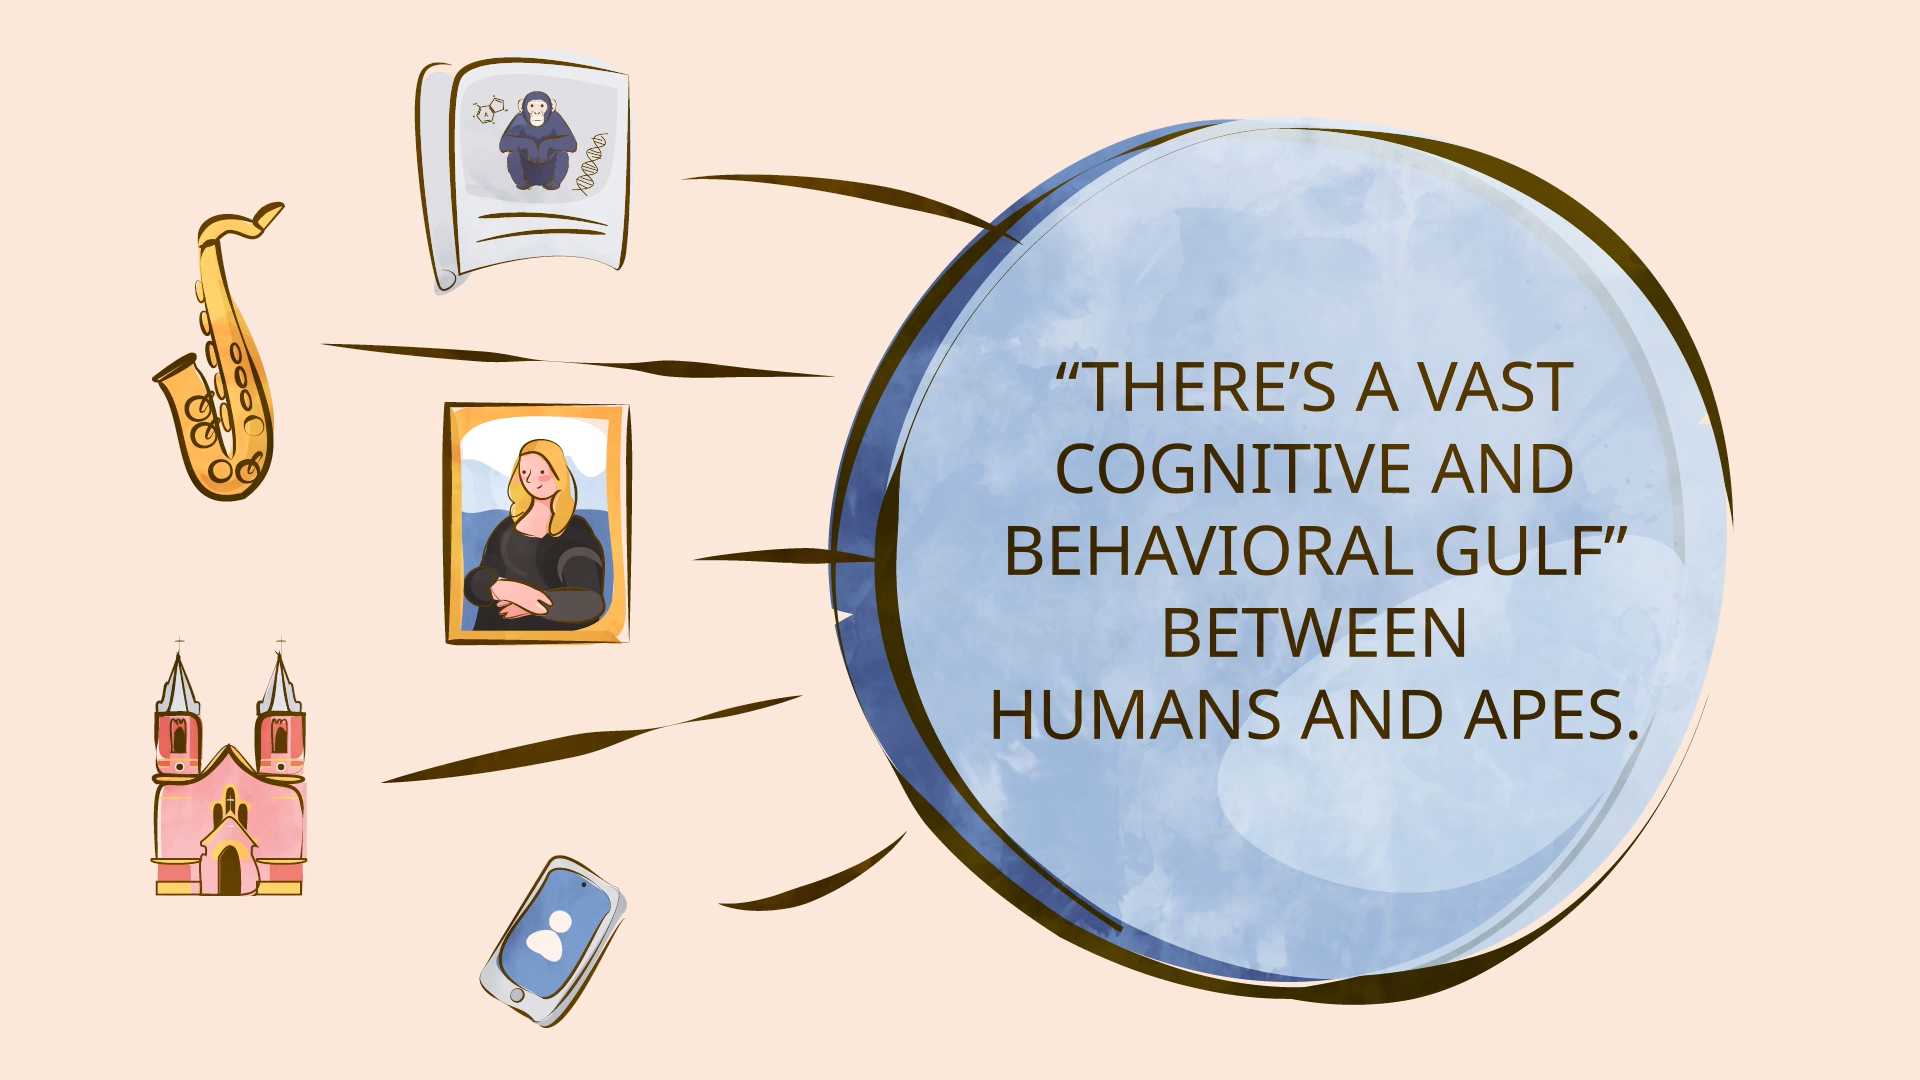 “THERE’S A VAST
COGNITIVE AND
BEHAVIORAL GULF”
BETWEEN
HUMANS AND APES.